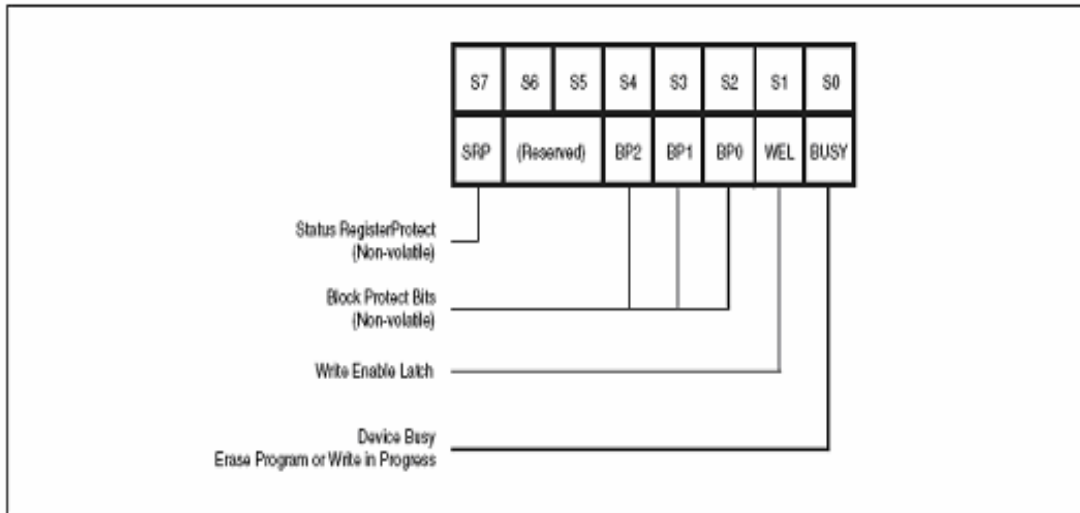 S7 S6 S5 S4 S3 S2 S1 S0
SRP (Reserved) BP2 BP1 BP0 WEL BUSY
Status RegisterProtect
(Non-volatile)
Block Protect Bits
(Non-volatile)
Write Enable Latch
Device Busy
Erase Program or Write in Progress